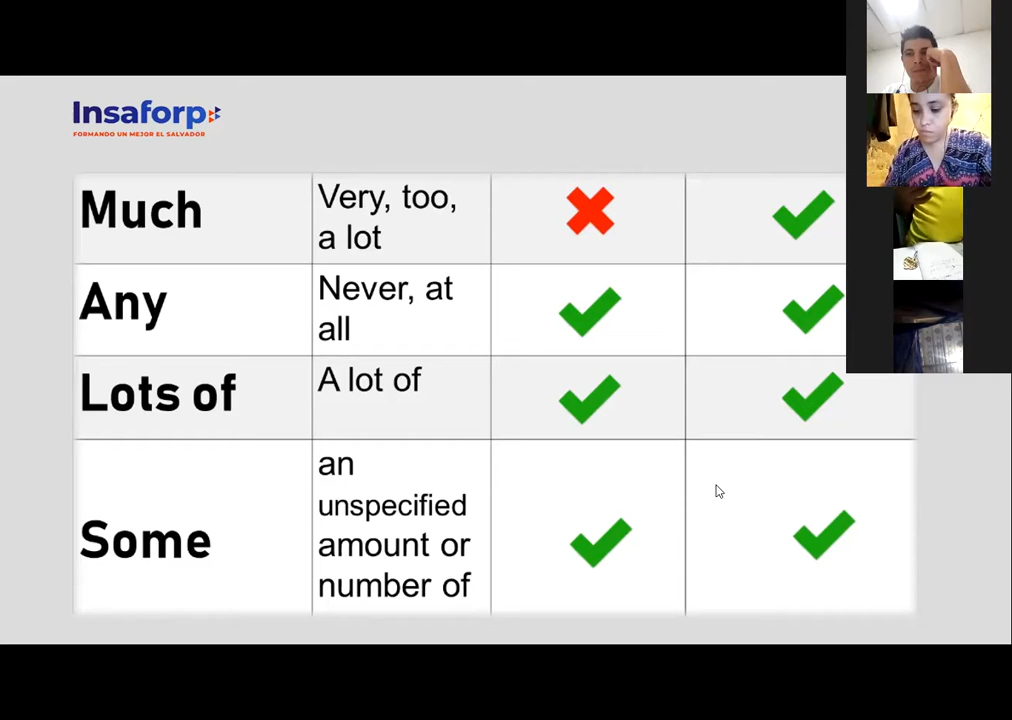 Insaforp
FORMANDO UN MEJOR EL SALVADOR
Much
Very, too,
a lot
Any
Never, at
all
Lots of
A lot of
Some
an
unspecified
amount or
number of